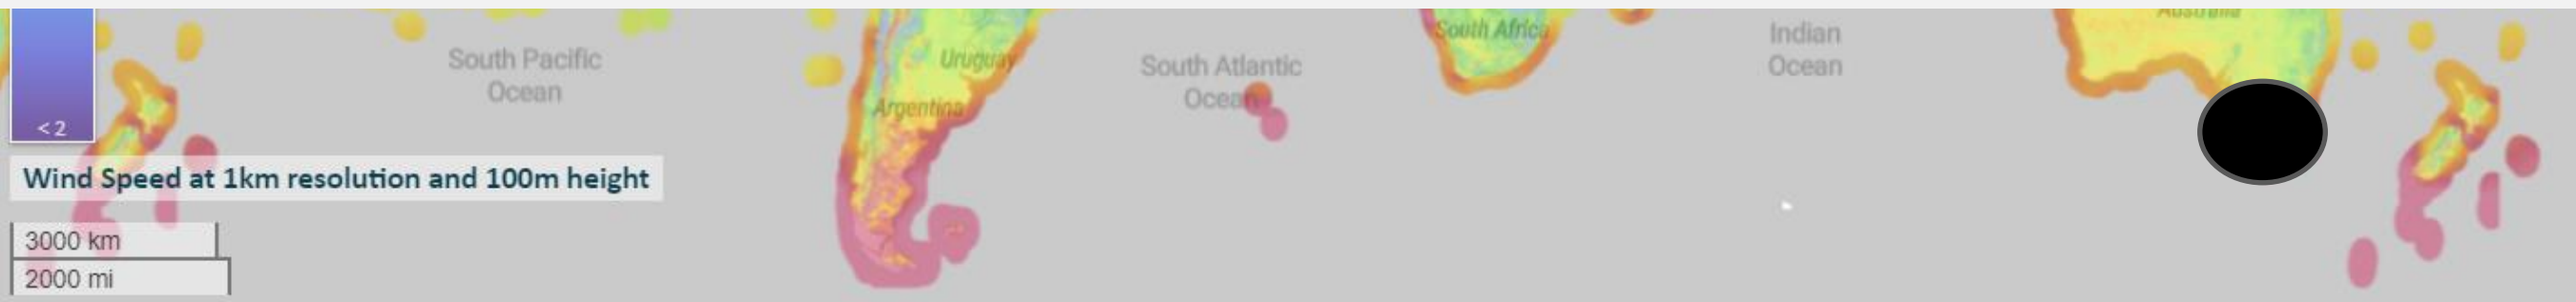 Australia
South Africa
Indian
Ocean
South Pacific
Ocean
Uruguay
South Atlantic
Ocean
Argentina
< 2
Wind Speed at 1km resolution and 100m height
3000 km
2000 mi